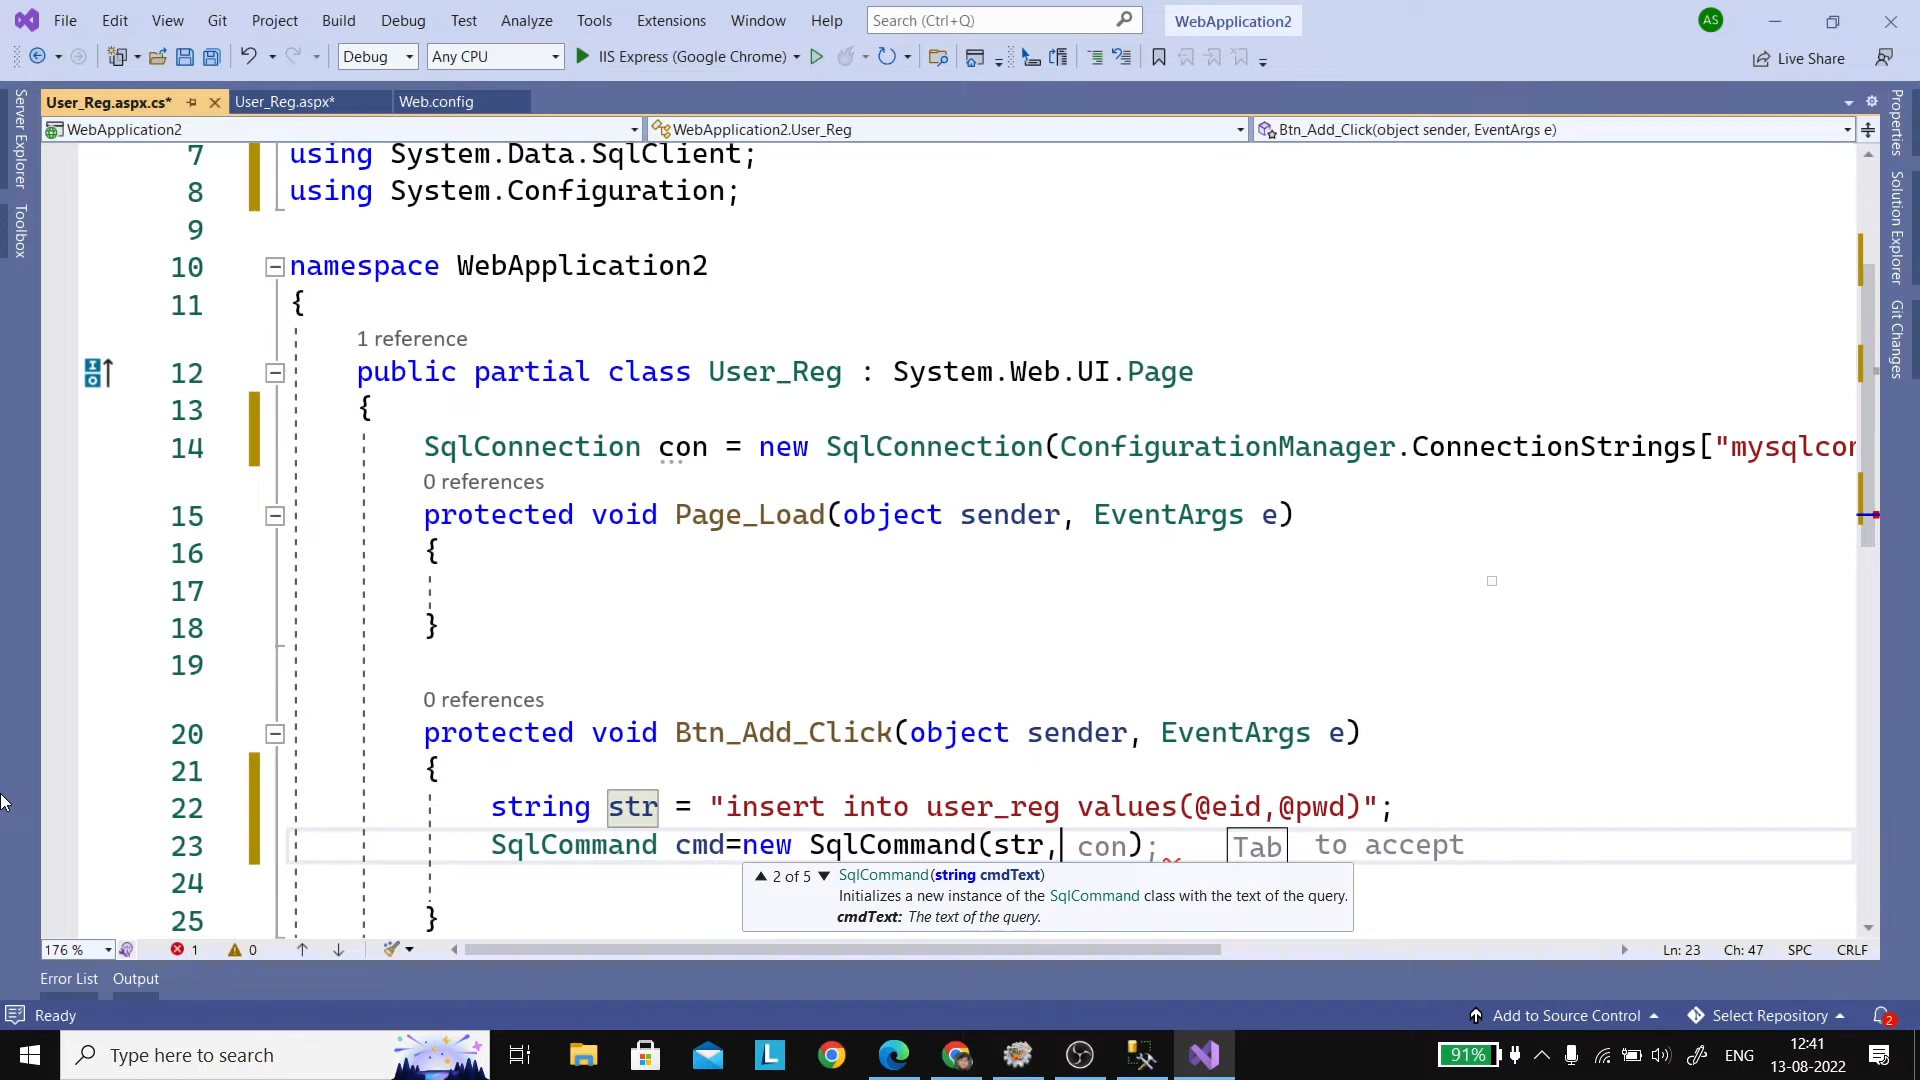 File Edit View Git Project Build Debug Test Analyze Tools Extensions Window Help Search (Ctrl+Q) WebApplication2 AS
Debug Any CPU IIS Express (Google Chrome) Live Share
User_Reg.aspx.cs* User_Reg.aspx* Web.config
WebApplication2 WebApplication2.User_Reg Btn_Add_Click(object sender, EventArgs e)
Server Explorer
Toolbox
Properties
Solution Explorer
Git Changes
7 using System.Data.SqlClient;
8 using System.Configuration;
9
10 namespace WebApplication2
11 {
1 reference
12 public partial class User_Reg : System.Web.UI.Page
13 {
14 SqlConnection con = new SqlConnection(ConfigurationManager.ConnectionStrings["mysqlcon
0 references
15 protected void Page_Load(object sender, EventArgs e)
16 {
17
18 }
19
0 references
20 protected void Btn_Add_Click(object sender, EventArgs e)
21 {
22 string str = "insert into user_reg values(@eid,@pwd)";
23 SqlCommand cmd=new SqlCommand(str, con); Tab to accept
24
25 }
2 of 5 SqlCommand(string cmdText)
Initializes a new instance of the SqlCommand class with the text of the query.
cmdText: The text of the query.
176 % 1 0 Ln: 23 Ch: 47 SPC CRLF
Error List Output
Ready Add to Source Control Select Repository 2
Type here to search L 91% ENG 12:41
13-08-2022